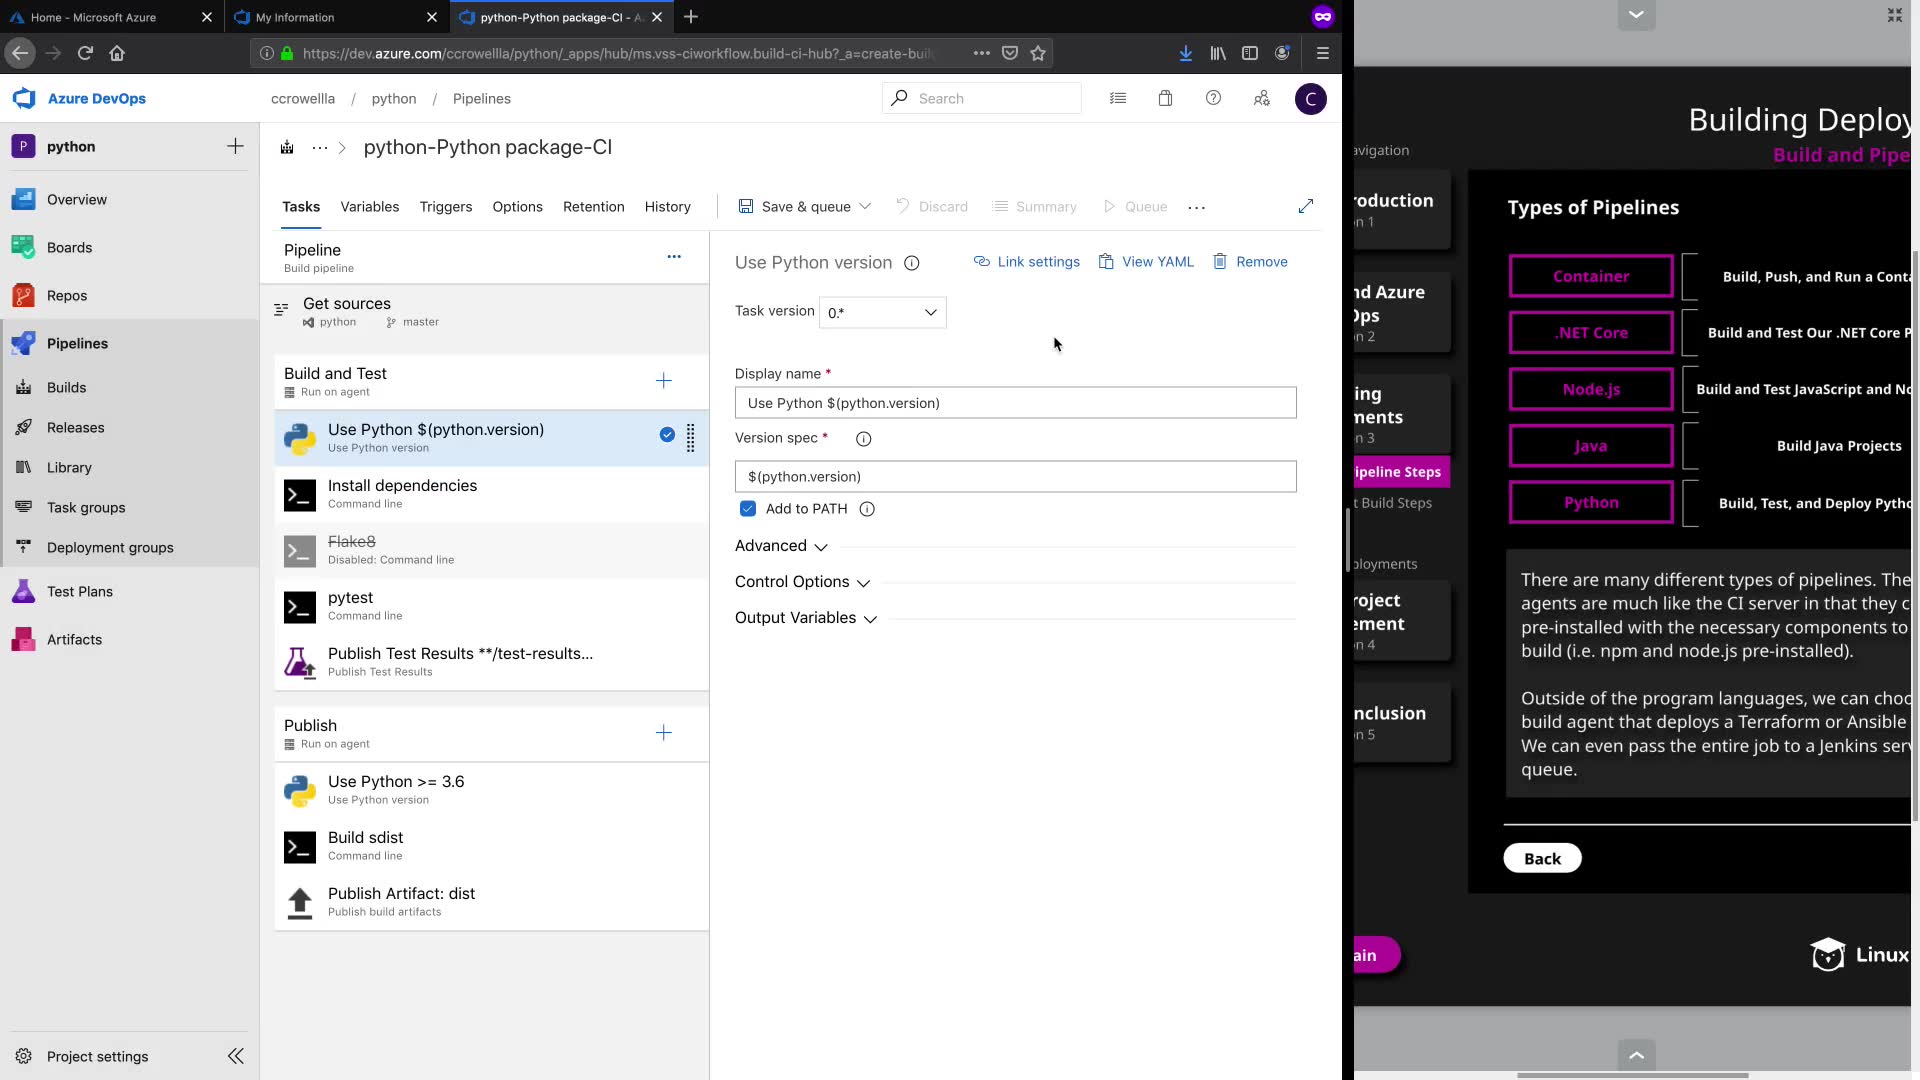 Home - Microsoft Azure
My Information
python-Python package-CI - A
https://dev.azure.com/ccrowellla/python/_apps/hub/ms.vss-ciworkflow.build-ci-hub?_a=create-buil
Azure DevOps
ccrowellla / python / Pipelines
Search
C
P python
python-Python package-CI
Overview
Boards
Repos
Pipelines
Builds
Releases
Library
Task groups
Deployment groups
Test Plans
Artifacts
Project settings
Tasks Variables Triggers Options Retention History Save & queue Discard Summary Queue
Pipeline
Build pipeline
Get sources
python master
Build and Test
Run on agent
Use Python $(python.version)
Use Python version
Install dependencies
Command line
Flake8
Disabled: Command line
pytest
Command line
Publish Test Results **/test-results...
Publish Test Results
Publish
Run on agent
Use Python >= 3.6
Use Python version
Build sdist
Command line
Publish Artifact: dist
Publish build artifacts
Use Python version Link settings View YAML Remove
Task version 0.*
Display name *
Use Python $(python.version)
Version spec *
$(python.version)
Add to PATH
Advanced
Control Options
Output Variables
Building Deploy
Build and Pipe
avigation
roduction
n 1
nd Azure
Ops
n 2
ing
ments
n 3
ipeline Steps
t Build Steps
ployments
roject
ement
n 4
nclusion
n 5
ain
Types of Pipelines
Container Build, Push, and Run a Conta
.NET Core Build and Test Our .NET Core P
Node.js Build and Test JavaScript and No
Java Build Java Projects
Python Build, Test, and Deploy Pytho
There are many different types of pipelines. The
agents are much like the CI server in that they c
pre-installed with the necessary components to
build (i.e. npm and node.js pre-installed).
Outside of the program languages, we can choo
build agent that deploys a Terraform or Ansible
We can even pass the entire job to a Jenkins serv
queue.
Back
Linux